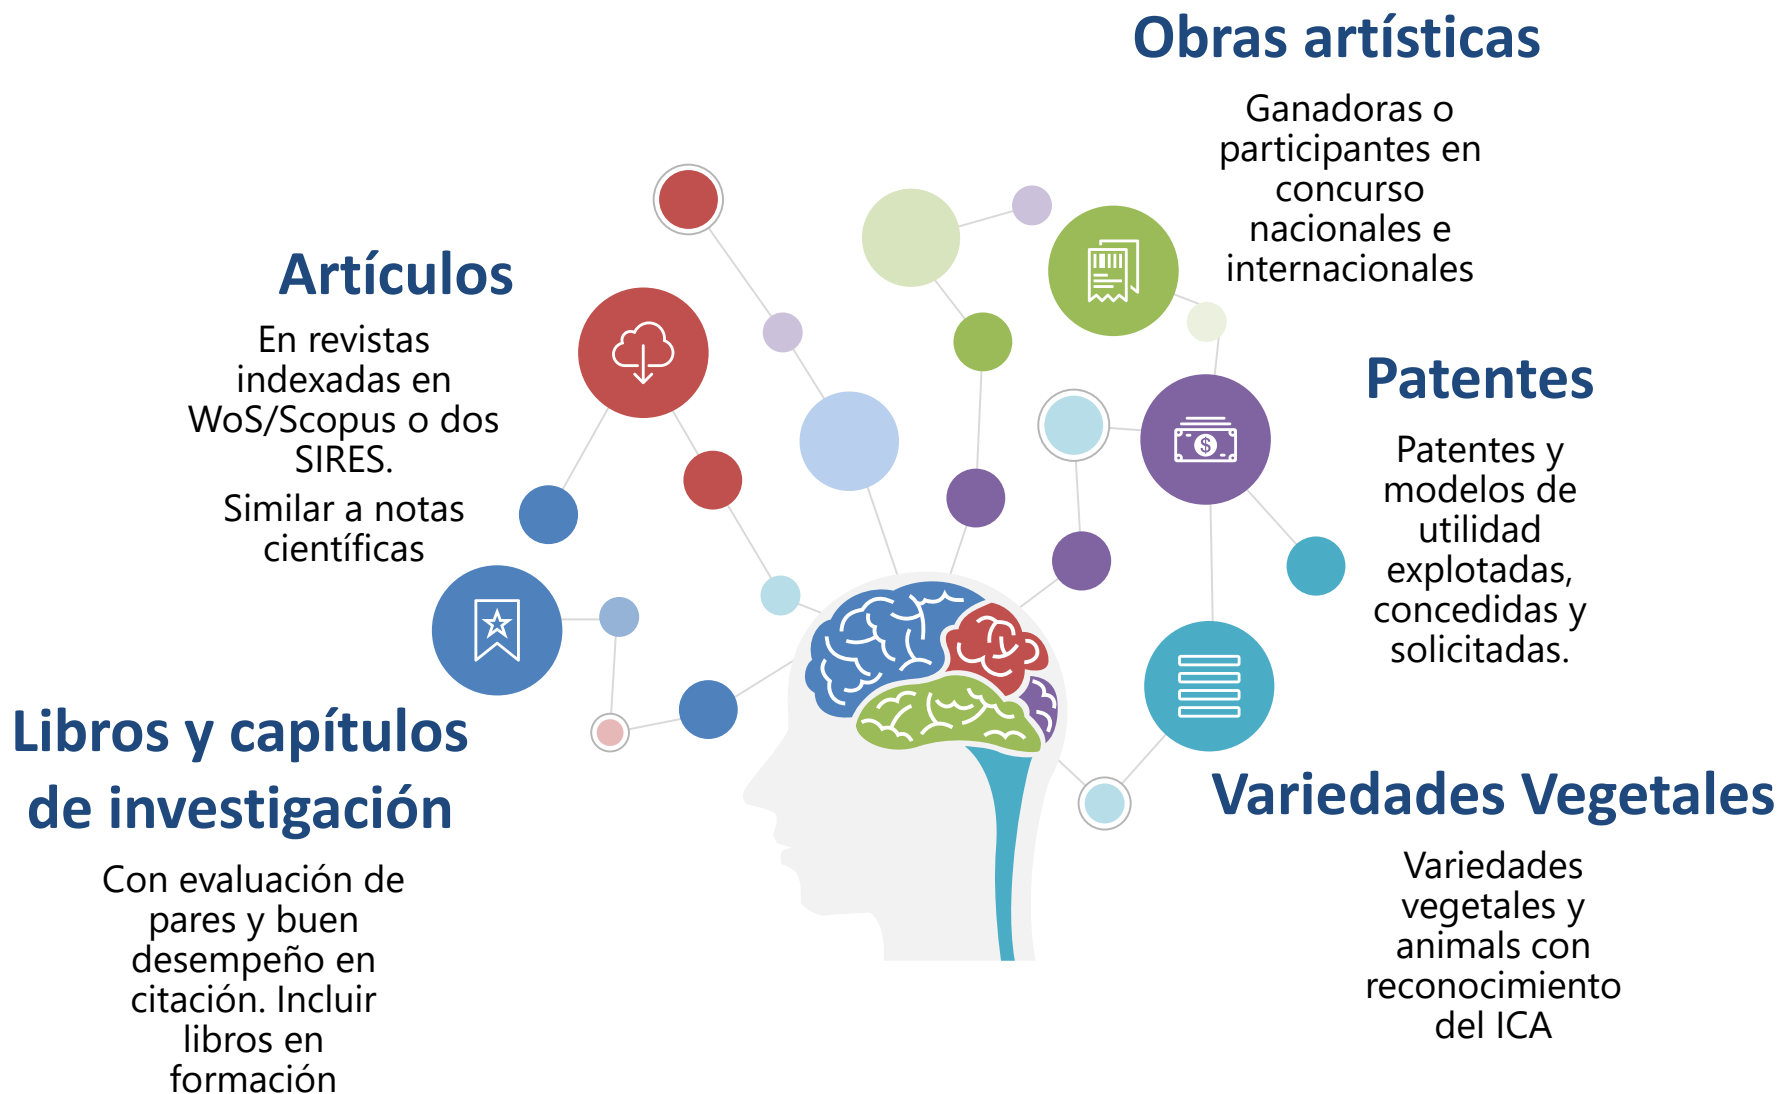 Obras artísticas
Ganadoras o
participantes en
concurso
nacionales e
internacionales
Artículos
En revistas
indexadas en
WoS/Scopus o dos
SIRES.
Similar a notas
científicas
Patentes
Patentes y
modelos de
utilidad
explotadas,
concedidas y
solicitadas.
$
Libros y capítulos
de investigación
Con evaluación de
pares y buen
desempeño en
citación. Incluir
libros en
formación
Variedades Vegetales
Variedades
vegetales y
animals con
reconocimiento
del ICA